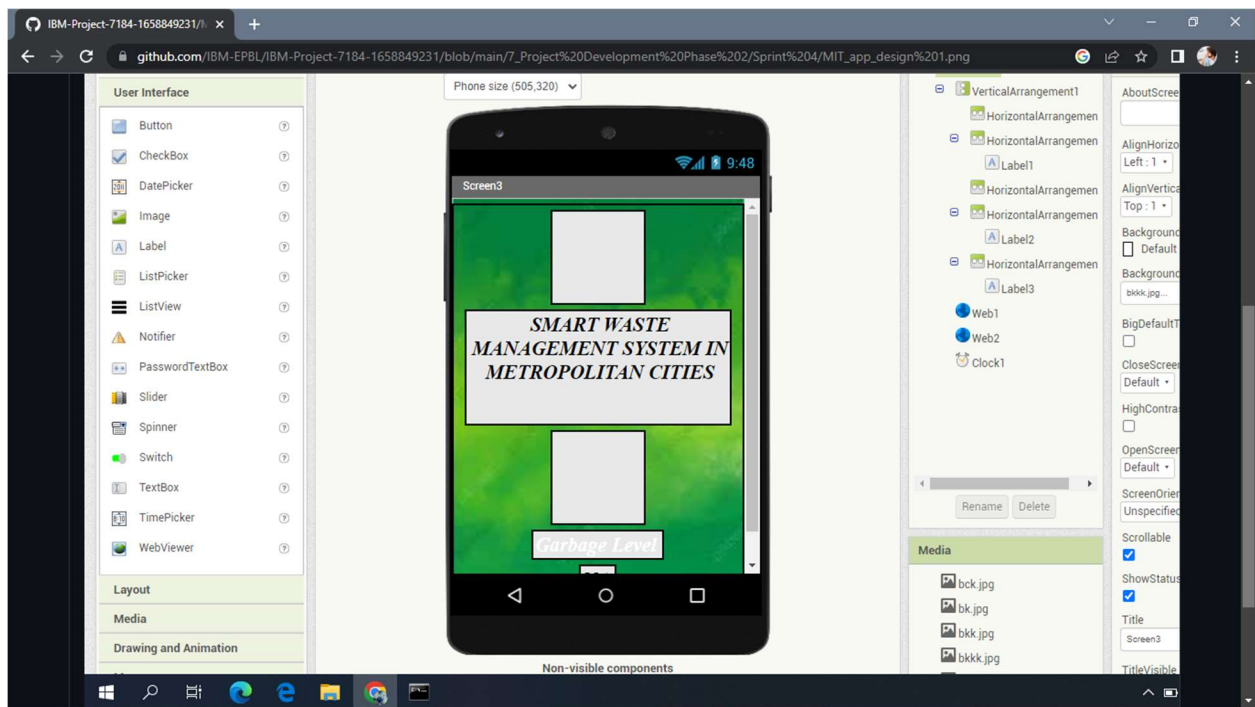 IBM-Project-7184-1658849231/
github.com/IBM-EPBL/IBM-Project-7184-1658849231/blob/main/7_Project%20Development%20Phase%202/Sprint%204/MIT_app_design%201.png
User Interface
Button
CheckBox
DatePicker
Image
Label
ListPicker
ListView
Notifier
PasswordTextBox
Slider
Spinner
Switch
TextBox
TimePicker
WebViewer
Layout
Media
Drawing and Animation
Phone size (505,320)
9:48
Screen3
SMART WASTE
MANAGEMENT SYSTEM IN
METROPOLITAN CITIES
Garbage Level
Non-visible components
VerticalArrangement1
HorizontalArrangemen
HorizontalArrangemen
Label1
HorizontalArrangemen
HorizontalArrangemen
Label2
HorizontalArrangemen
Label3
Web1
Web2
Clock1
Rename Delete
Media
bck.jpg
bk.jpg
bkk.jpg
bkkk.jpg
AboutScree
AlignHorizo
Left : 1
AlignVertica
Top : 1
Background
Default
Background
bkkk.jpg...
BigDefaultT
CloseScreen
Default
HighContra
OpenScreen
Default
ScreenOrien
Unspecified
Scrollable
ShowStatus
Title
Screen3
TitleVisible